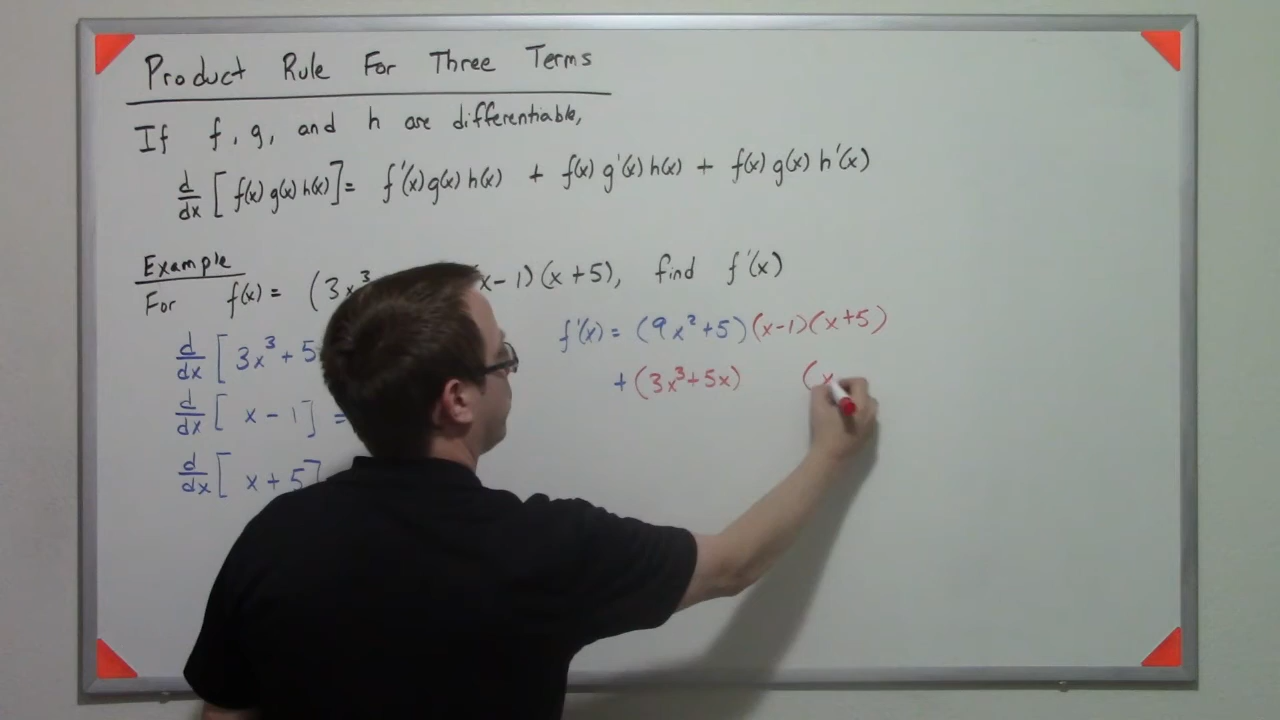 Product Rule For Three Terms
If f, g, and h are differentiable,
d/dx [f(x) g(x) h(x)] = f'(x) g(x) h(x) + f(x) g'(x) h(x) + f(x) g(x) h'(x)
Example
For f(x) = (3x³ x-1)(x+5), find f'(x)
d/dx [3x³+5
d/dx [x-1] =
d/dx [x+5]
f'(x) = (9x²+5)(x-1)(x+5)
+ (3x³+5x) (x